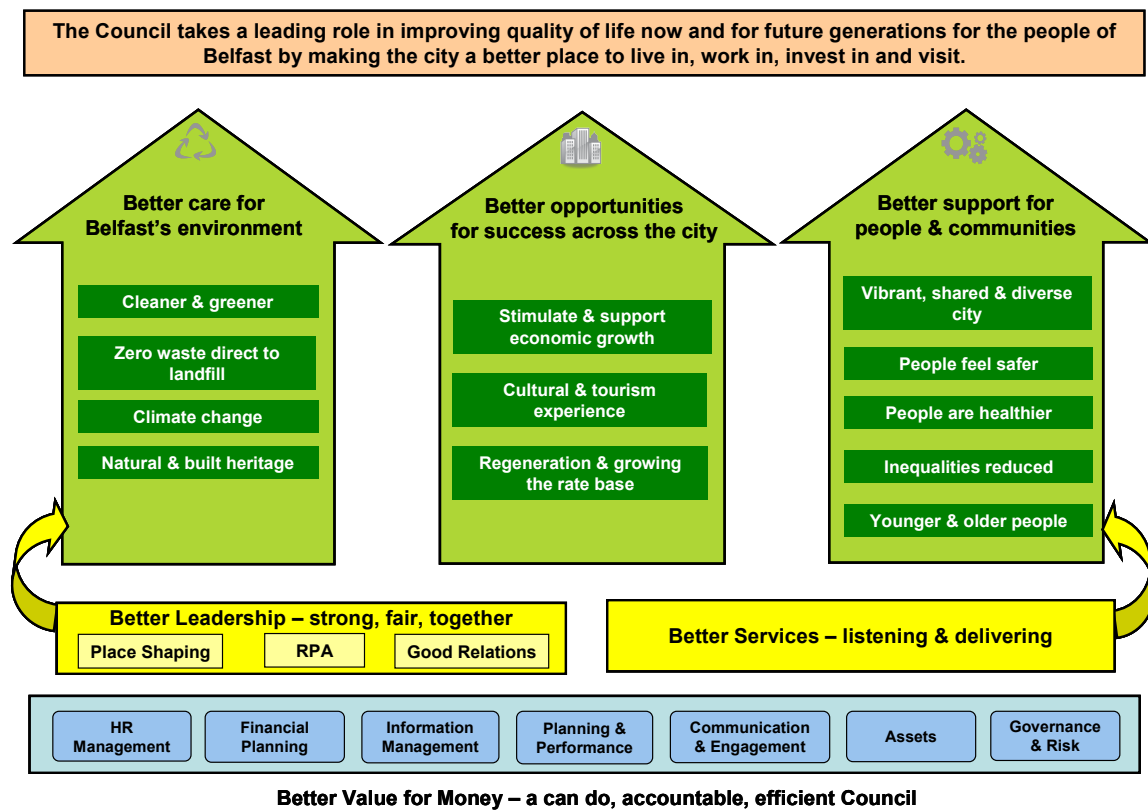 The Council takes a leading role in improving quality of life now and for future generations for the people of
Belfast by making the city a better place to live in, work in, invest in and visit.
Better care for
Belfast’s environment
Cleaner & greener
Zero waste direct to
landfill
Climate change
Natural & built heritage
Better opportunities
for success across the city
Stimulate & support
economic growth
Cultural & tourism
experience
Regeneration & growing
the rate base
Better support for
people & communities
Vibrant, shared & diverse
city
People feel safer
People are healthier
Inequalities reduced
Younger & older people
Better Leadership – strong, fair, together
Place Shaping
RPA
Good Relations
Better Services – listening & delivering
HR
Management
Financial
Planning
Information
Management
Planning &
Performance
Communication
& Engagement
Assets
Governance
& Risk
Better Value for Money – a can do, accountable, efficient Council